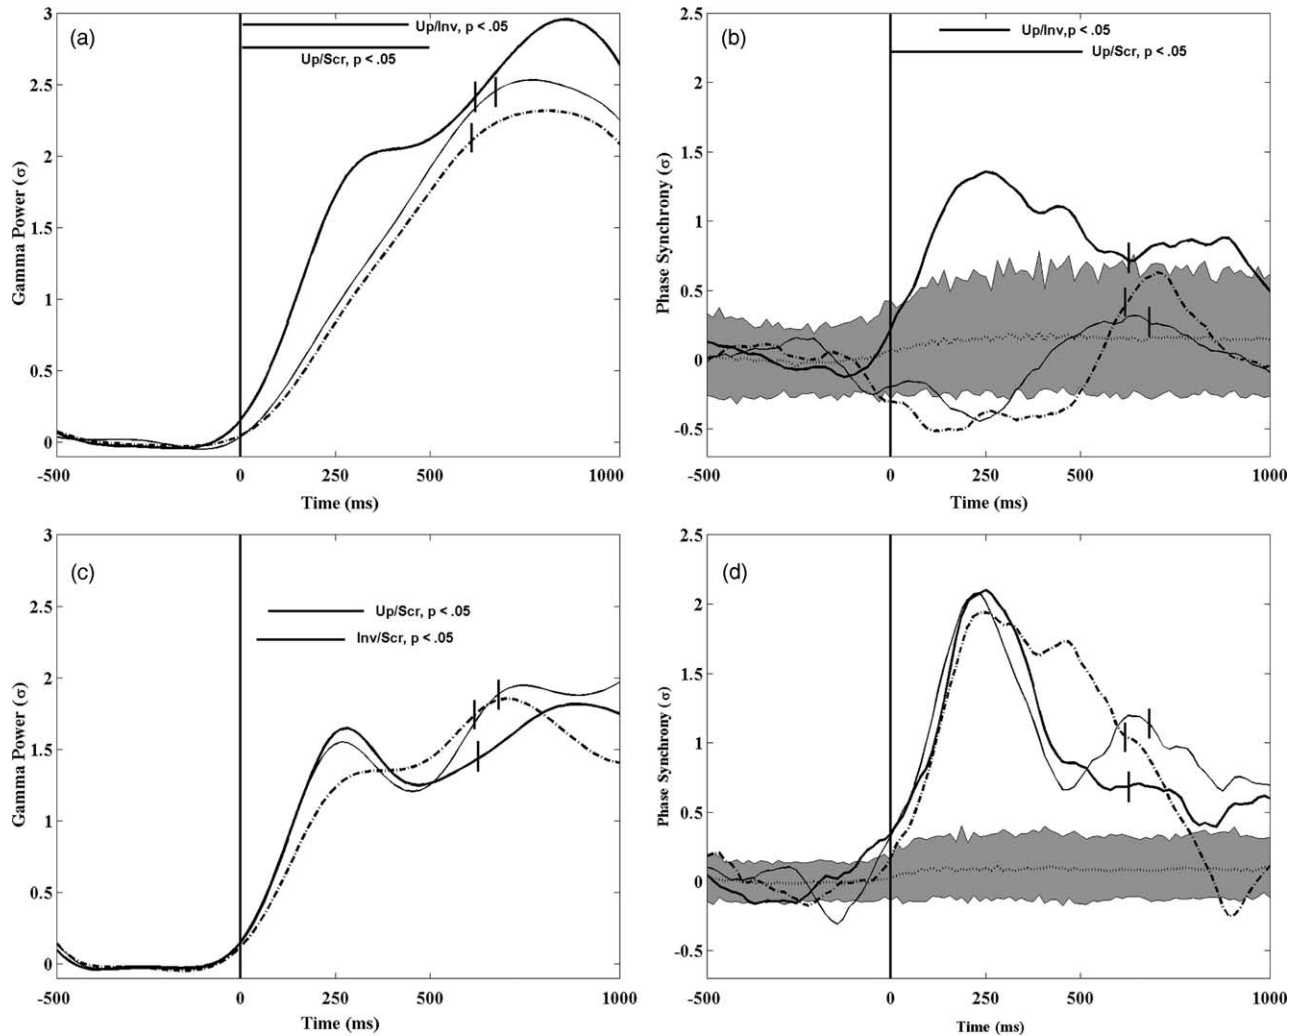 (a)
Up/Inv, p < .05
Up/Scr, p < .05
Gamma Power (σ)
3
2.5
2
1.5
1
0.5
0
-500
0
250
500
1000
Time (ms)
(b)
Up/Inv,p < .05
Up/Scr, p < .05
Phase Synchrony (σ)
2.5
2
1.5
1
0.5
0
-0.5
-500
0
250
500
1000
Time (ms)
(c)
Up/Scr, p < .05
Inv/Scr, p < .05
Gamma Power (σ)
3
2.5
2
1.5
1
0.5
0
-500
0
250
500
1000
Time (ms)
(d)
Phase Synchrony (σ)
2.5
2
1.5
1
0.5
0
-0.5
-500
0
250
500
1000
Time (ms)